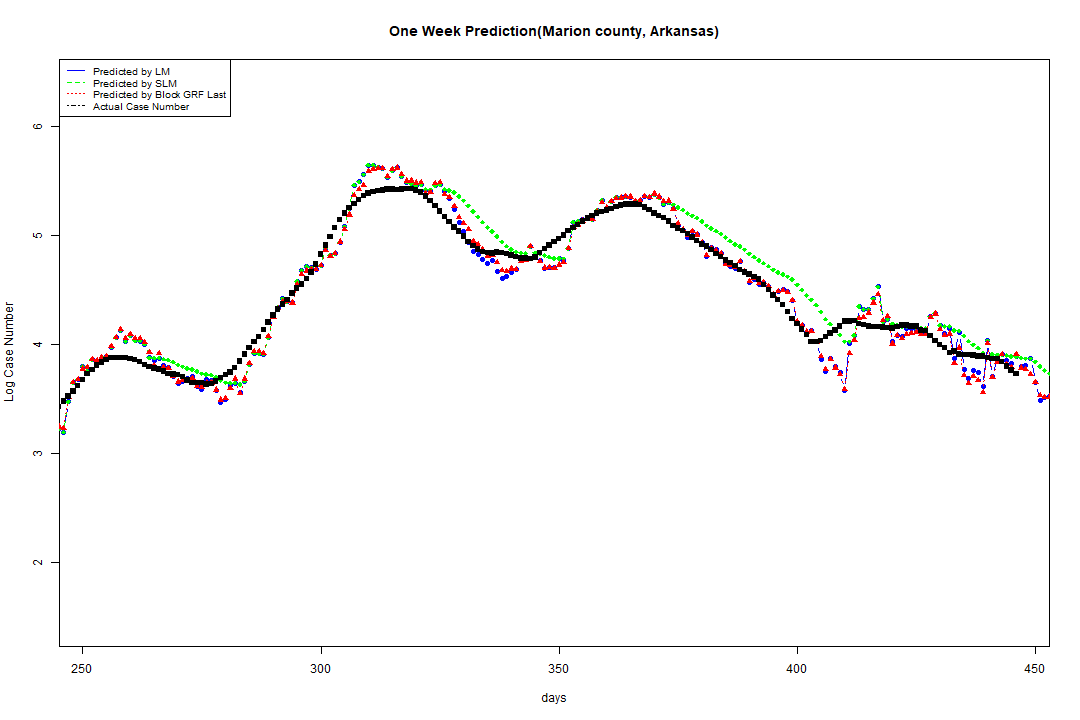 One Week Prediction(Marion county, Arkansas)
Predicted by LM
Predicted by SLM
Predicted by Block GRF Last
Actual Case Number
Log Case Number
6
5
4
3
2
250 300 350 400 450
days